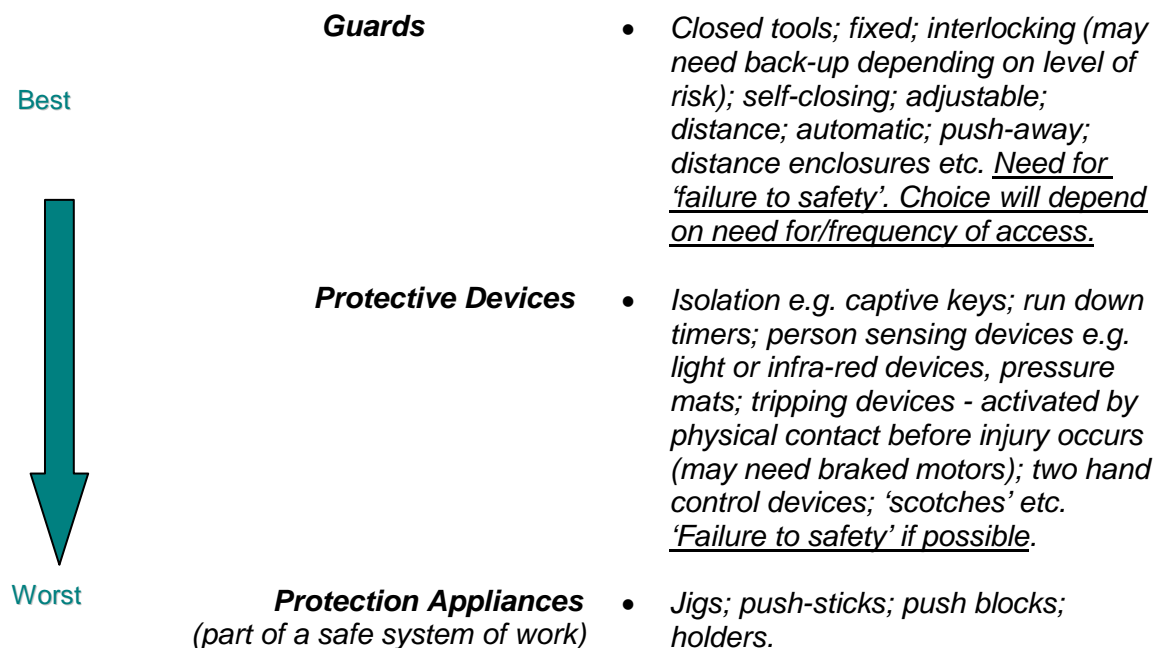 Guards
• Closed tools; fixed; interlocking (may
need back-up depending on level of
Best
risk); self-closing; adjustable;
distance; automatic; push-away;
distance enclosures etc. Need for
‘failure to safety’. Choice will depend
on need for/frequency of access.
Protective Devices
• Isolation e.g. captive keys; run down
timers; person sensing devices e.g.
light or infra-red devices, pressure
mats; tripping devices - activated by
physical contact before injury occurs
(may need braked motors); two hand
control devices; ‘scotches’ etc.
‘Failure to safety’ if possible.
Worst
Protection Appliances
(part of a safe system of work)
• Jigs; push-sticks; push blocks;
holders.